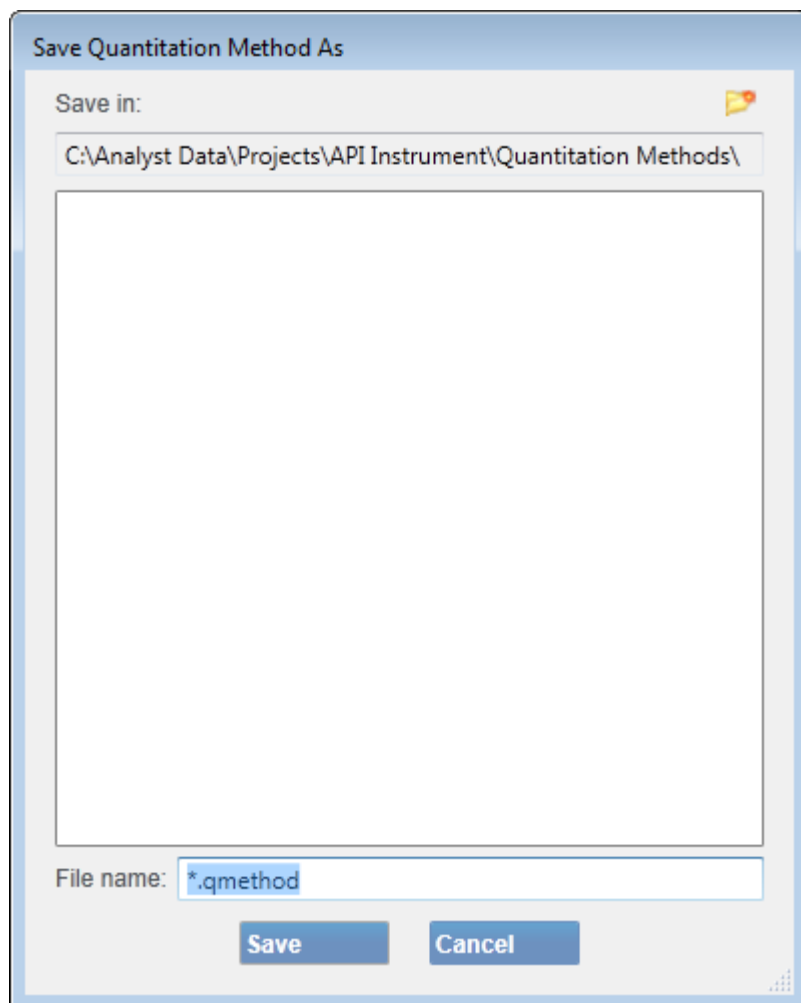 Save Quantitation Method As
Save in:
C:\Analyst Data\Projects\API Instrument\Quantitation Methods\
File name: *.qmethod
Save Cancel